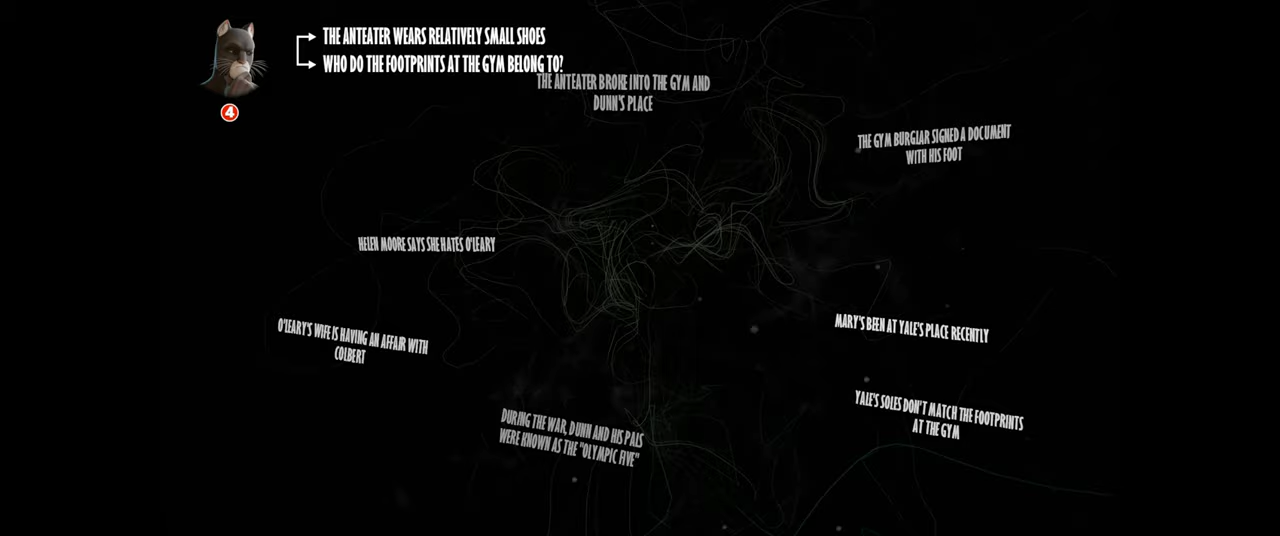 THE ANTEATER WEARS RELATIVELY SMALL SHOES
WHO DO THE FOOTPRINTS AT THE GYM BELONG TO?
4
THE ANTEATER BROKE INTO THE GYM AND
DUNN'S PLACE
THE GYM BURGLAR SIGNED A DOCUMENT
WITH HIS FOOT
HELEN MOORE SAYS SHE HATES O'LEARY
O'LEARY'S WIFE IS HAVING AN AFFAIR WITH
COLBERT
MARY'S BEEN AT YALE'S PLACE RECENTLY
YALE'S SOLES DON'T MATCH THE FOOTPRINTS
AT THE GYM
DURING THE WAR, DUNN AND HIS PALS
WERE KNOWN AS THE "OLYMPIC FIVE"